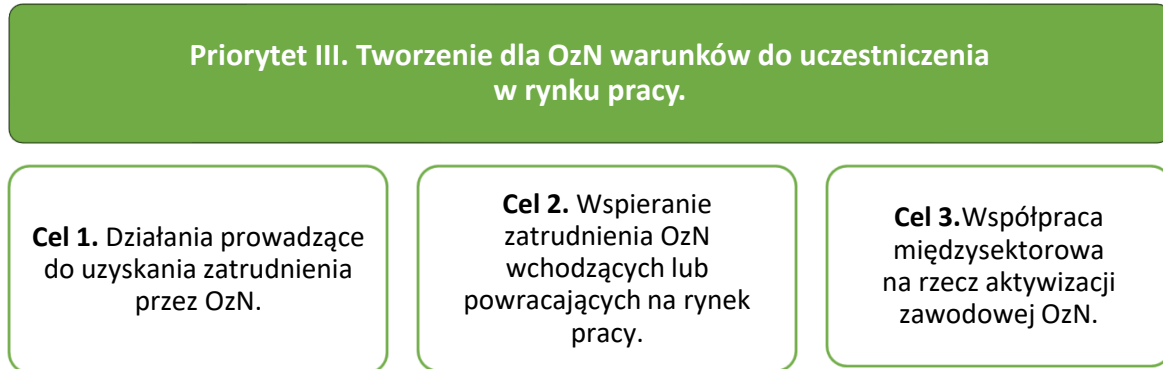 Priorytet III. Tworzenie dla OzN warunków do uczestniczenia
w rynku pracy.
Cel 1. Działania prowadzące
do uzyskania zatrudnienia
przez OzN.
Cel 2. Wspieranie
zatrudnienia OzN
wchodzących lub
powracających na rynek
pracy.
Cel 3.Współpraca
międzysektorowa
na rzecz aktywizacji
zawodowej OzN.